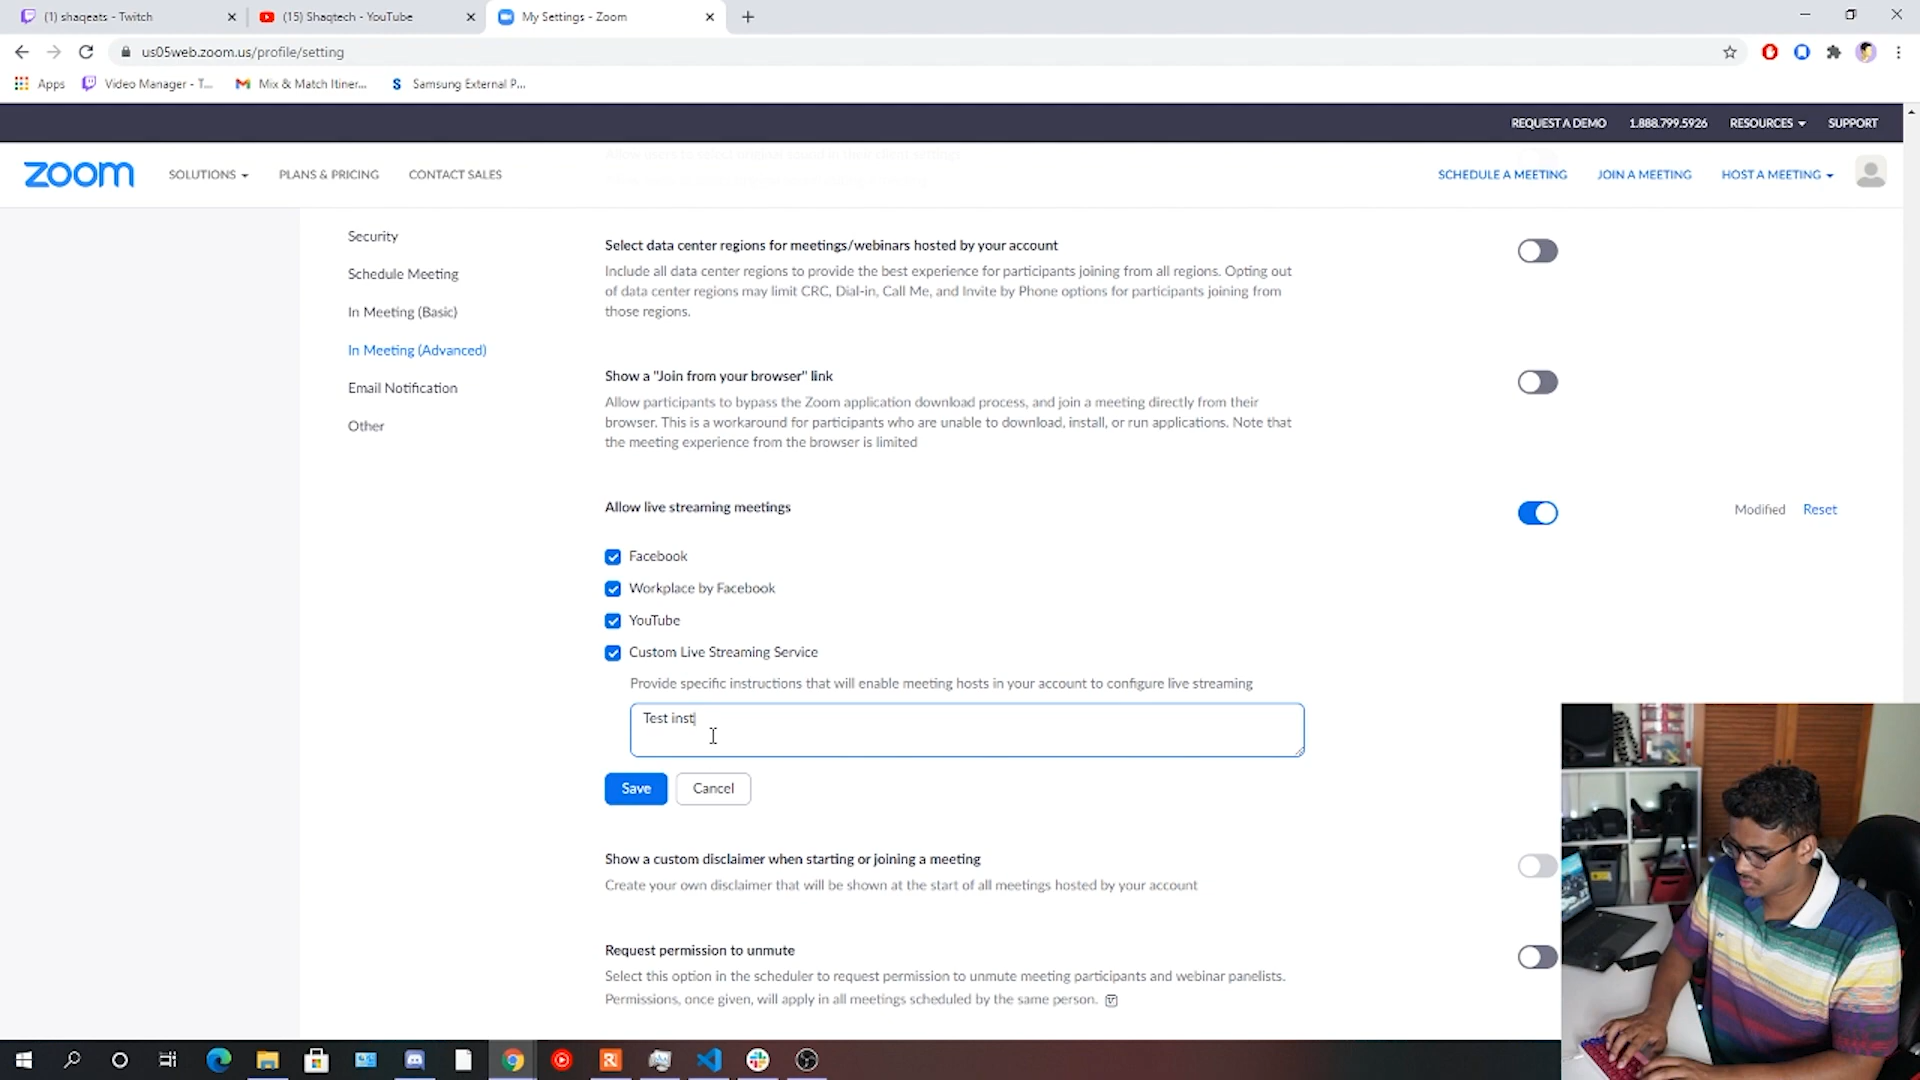 (1) shaqeats - Twitch
(15) Shaqtech - YouTube
My Settings - Zoom
us05web.zoom.us/profile/setting
Apps
Video Manager - T...
Mix & Match Itiner...
Samsung External P...
REQUEST A DEMO
1.888.799.5926
RESOURCES
SUPPORT
zoom
SOLUTIONS
PLANS & PRICING
CONTACT SALES
SCHEDULE A MEETING
JOIN A MEETING
HOST A MEETING
Security
Schedule Meeting
In Meeting (Basic)
In Meeting (Advanced)
Email Notification
Other
Select data center regions for meetings/webinars hosted by your account
Include all data center regions to provide the best experience for participants joining from all regions. Opting out
of data center regions may limit CRC, Dial-in, Call Me, and Invite by Phone options for participants joining from
those regions.
Show a "Join from your browser" link
Allow participants to bypass the Zoom application download process, and join a meeting directly from their
browser. This is a workaround for participants who are unable to download, install, or run applications. Note that
the meeting experience from the browser is limited
Allow live streaming meetings
Modified
Reset
Facebook
Workplace by Facebook
YouTube
Custom Live Streaming Service
Provide specific instructions that will enable meeting hosts in your account to configure live streaming
Test inst
Save
Cancel
Show a custom disclaimer when starting or joining a meeting
Create your own disclaimer that will be shown at the start of all meetings hosted by your account
Request permission to unmute
Select this option in the scheduler to request permission to unmute meeting participants and webinar panelists.
Permissions, once given, will apply in all meetings scheduled by the same person.